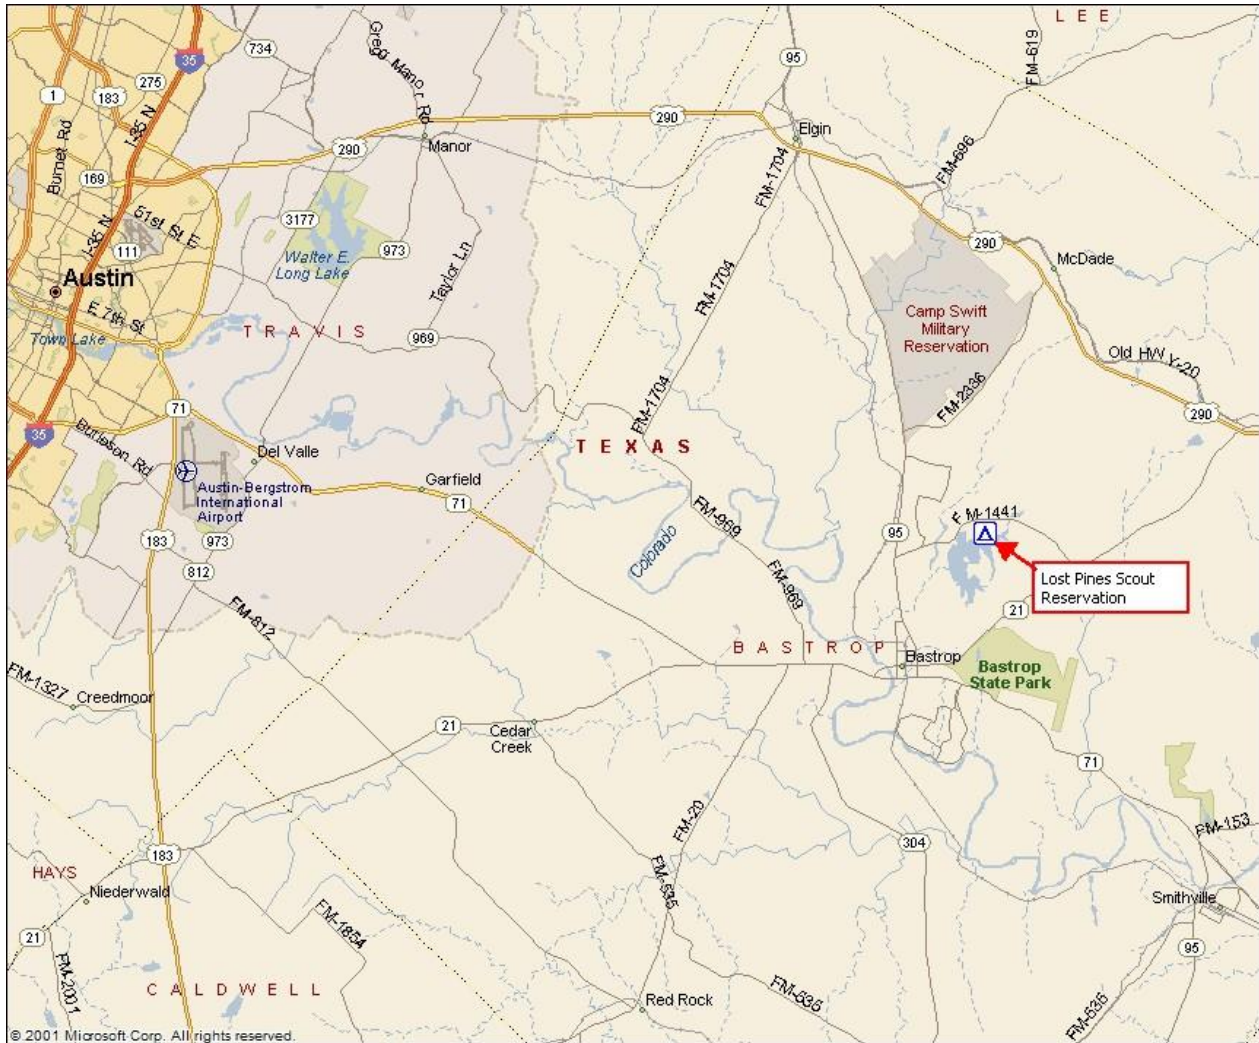 LEE
95
FM-619
734
Gregg Manor Rd
35
275
1
183
I-35 N
Burnet Rd
290
Elgin
290
Manor
290
FM-696
FM-1704
169
51st St E
3177
973
111
I-35 N
Walter E.
Long Lake
Taylor Ln
290
McDade
Austin
FM-1704
E 7th St
TRAVIS
969
Town Lake
Camp Swift
Military
Reservation
Old HWY-20
FM-2336
FM-1704
290
71
35
Burleson Rd
TEXAS
Del Valle
Austin-Bergstrom
International
Airport
Garfield
71
FM-969
FM-1441
95
183
973
Colorado
812
FM-969
Lost Pines Scout
Reservation
21
FM-812
BASTROP
Bastrop
Bastrop
State Park
FM-1327
Creedmoor
21
Cedar
Creek
71
FM-20
FM-153
304
183
HAYS
Niederwald
FM-535
Smithville
FM-1854
21
95
FM-2001
CALDWELL
Red Rock
FM-535
FM-535
© 2001 Microsoft Corp. All rights reserved.